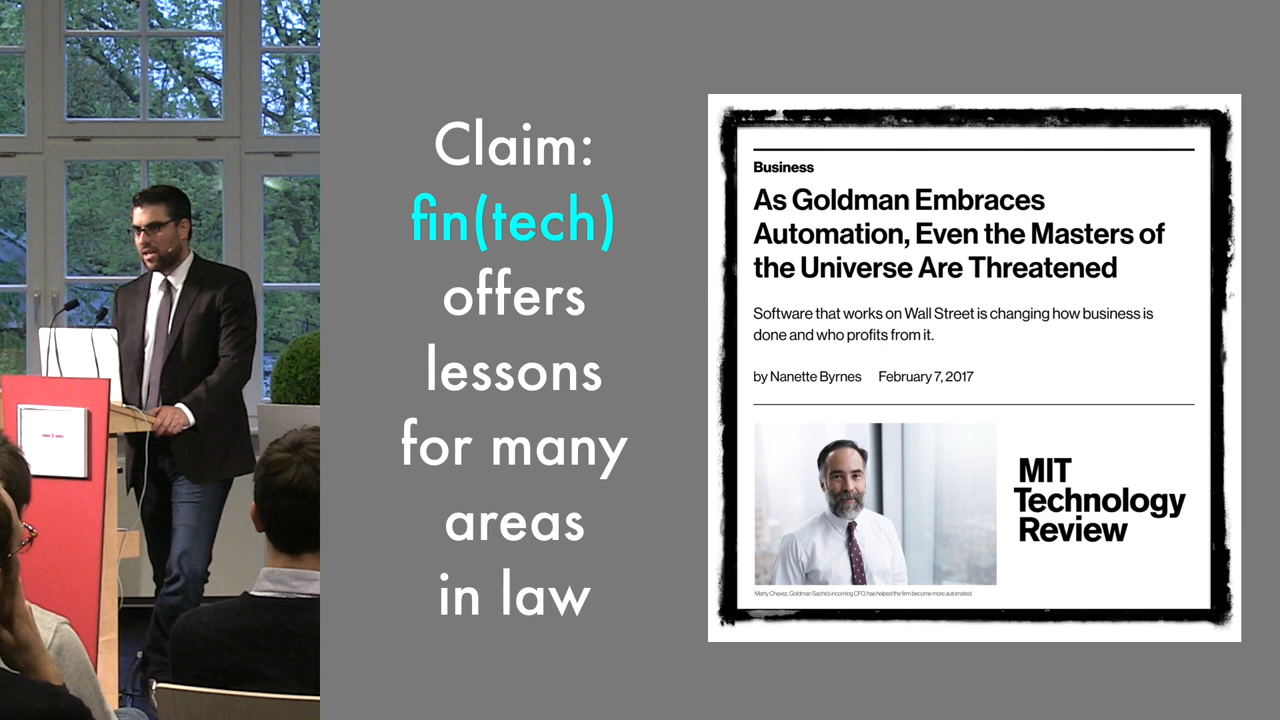 Claim:
fin(tech)
offers
lessons
for many
areas
in law
Business
As Goldman Embraces
Automation, Even the Masters of
the Universe Are Threatened
Software that works on Wall Street is changing how business is
done and who profits from it.
by Nanette Byrnes February 7, 2017
Marty Chavez, Goldman Sachs's incoming CFO, has helped the firm become more automated.
MIT
Technology
Review